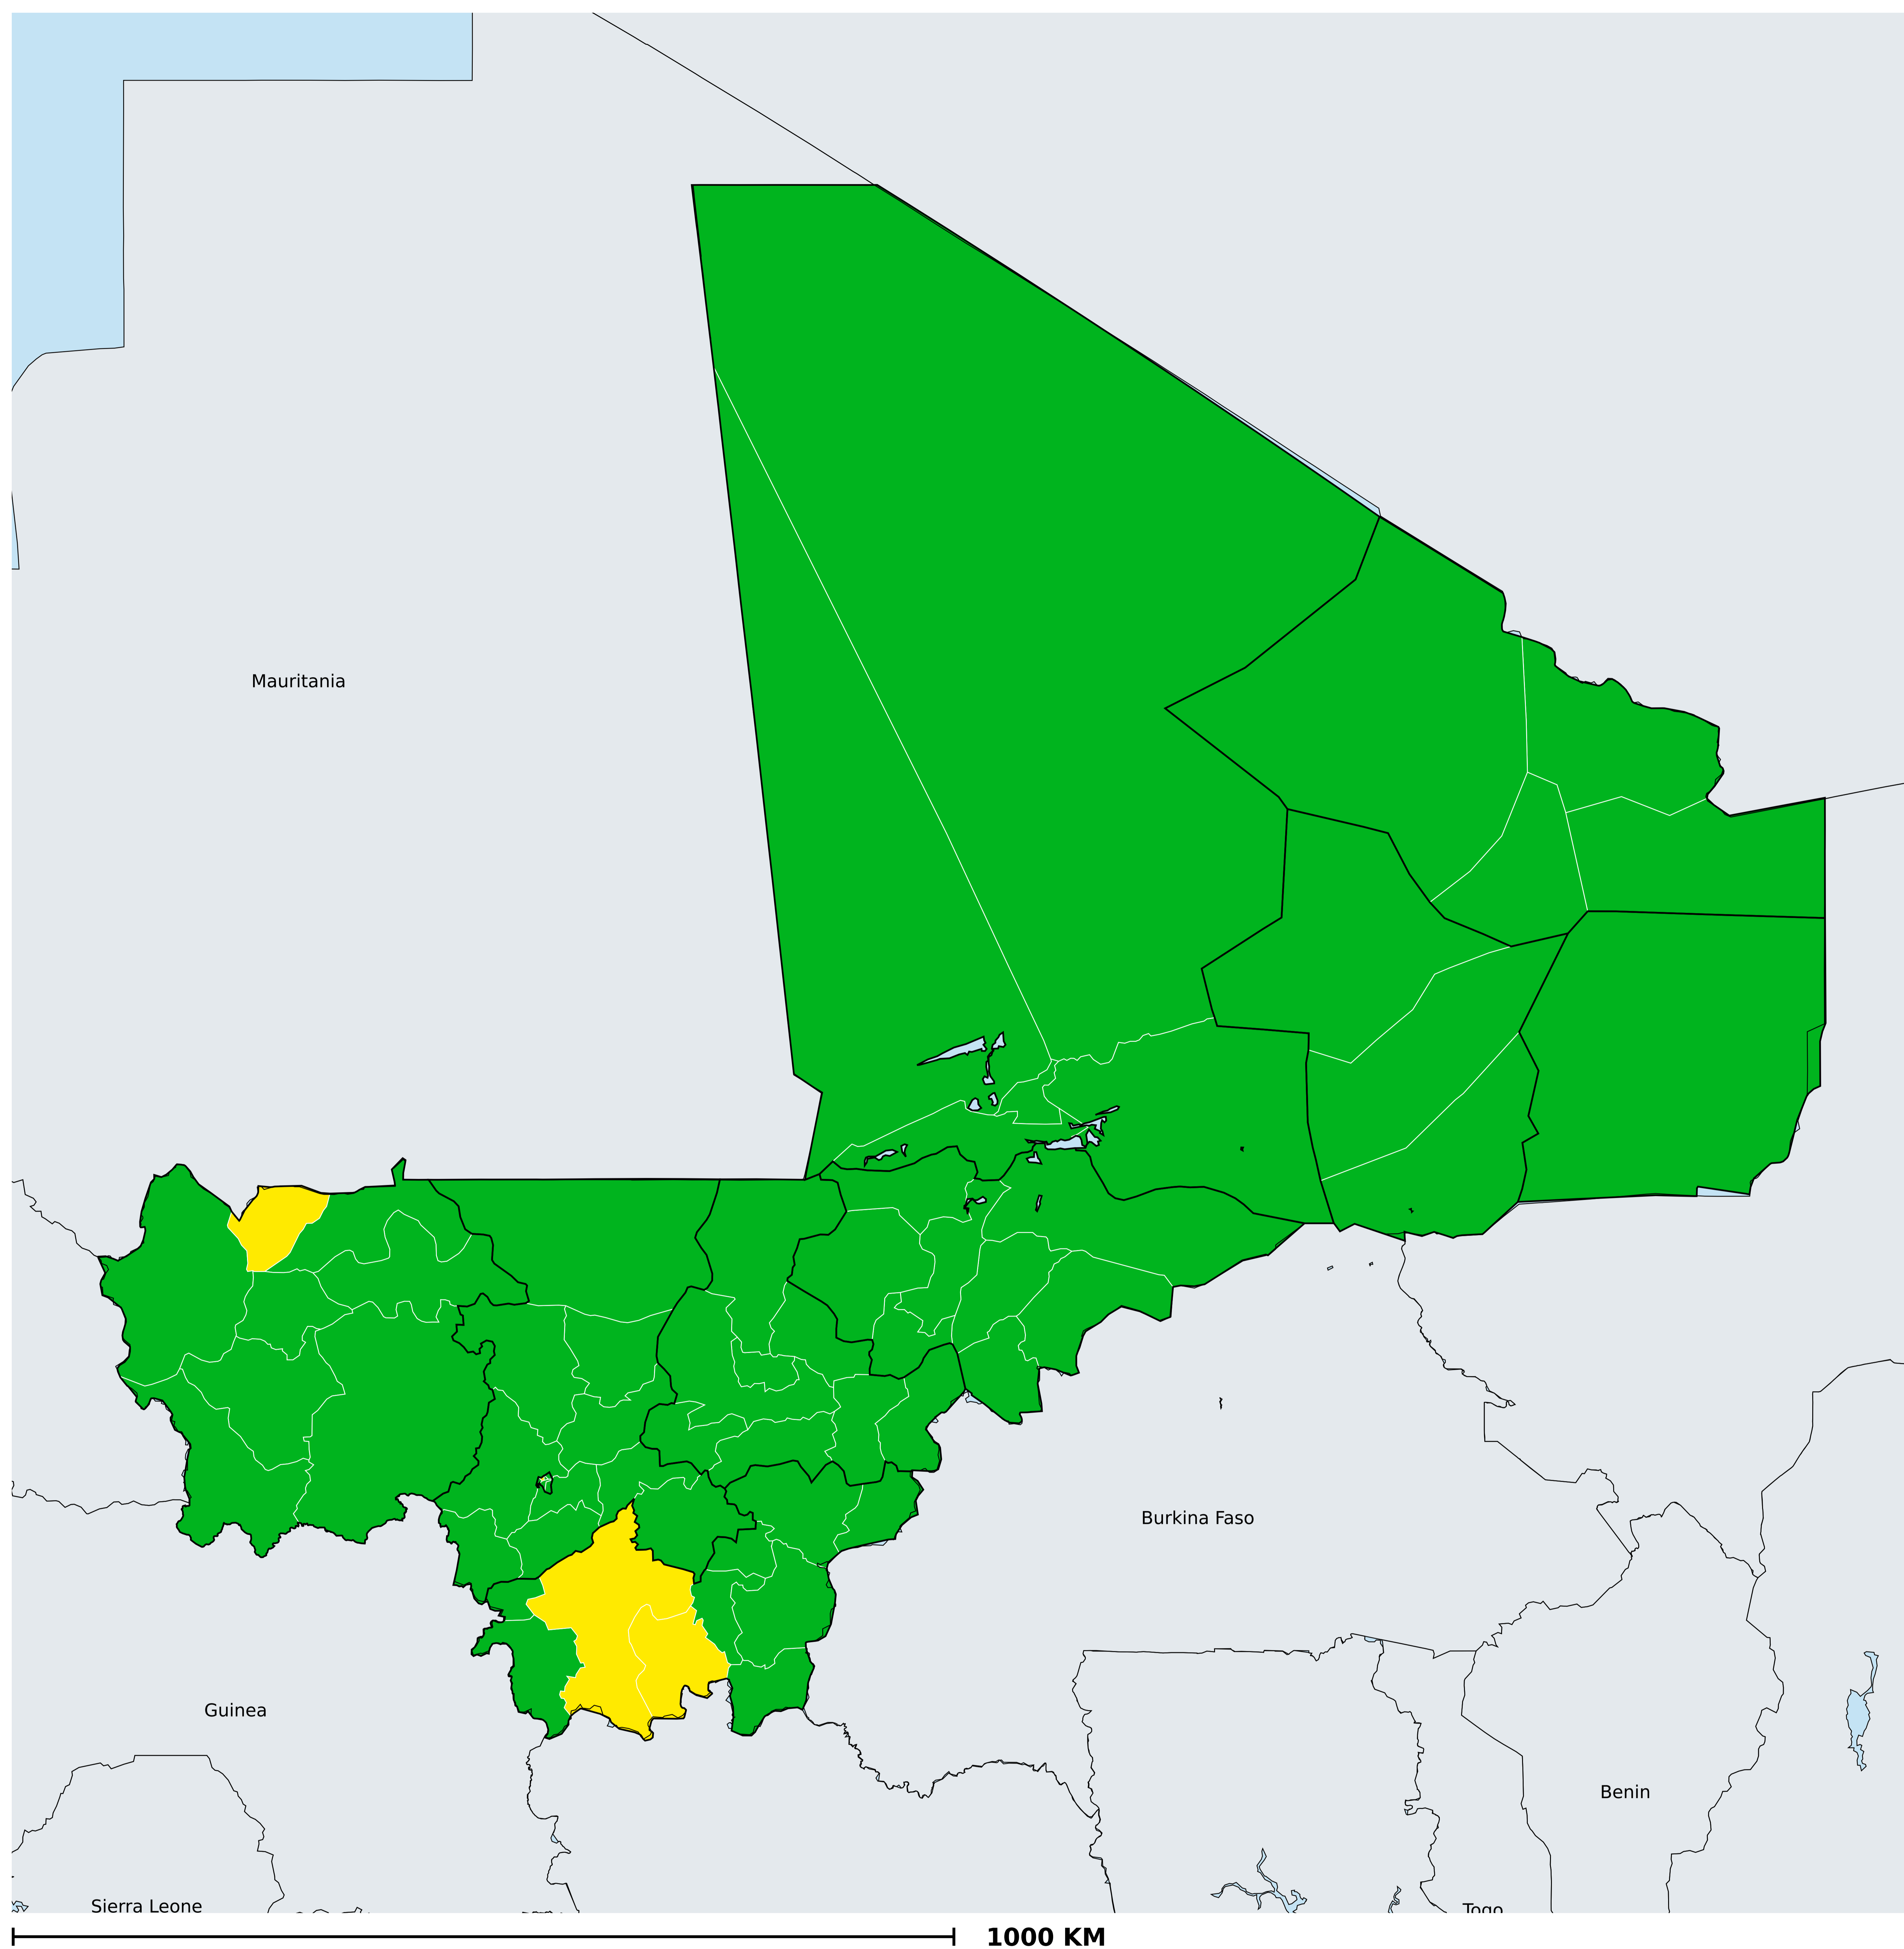 Mauritania
Burkina Faso
Guinea
Benin
Sierra Leone
Togo
1000 KM